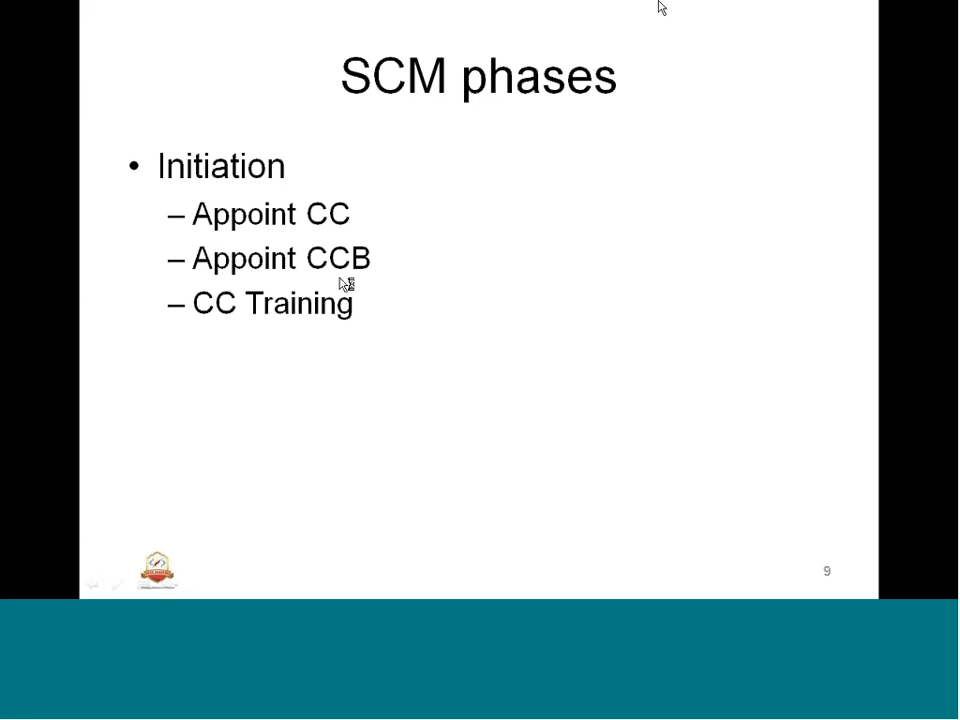 SCM phases
• Initiation
– Appoint CC
– Appoint CCB
– CC Training
9